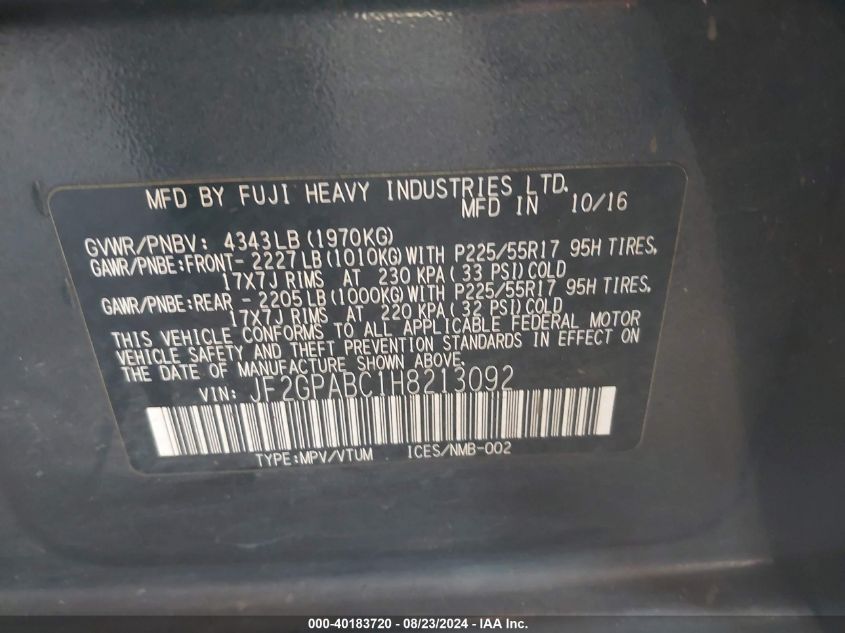 MFD BY FUJI HEAVY INDUSTRIES LTD.
MFD IN 10/16
GVWR/PNBV: 4343LB(1970KG)
GAWR/PNBE:FRONT- 2227LB(1010KG)WITH P225/55R17 95H TIRES,
17X7J RIMS AT 230 KPA(33 PSI)COLD
GAWR/PNBE:REAR - 2205LB(1000KG)WITH P225/55R17 95H TIRES,
17X7J RIMS AT 220 KPA(32 PSI)COLD
THIS VEHICLE CONFORMS TO ALL APPLICABLE FEDERAL MOTOR
VEHICLE SAFETY AND THEFT PREVENTION STANDARDS IN EFFECT ON
THE DATE OF MANUFACTURE SHOWN ABOVE.
VIN: JF2GPABC1H8213092
TYPE:MPV/VTUM ICES/NMB-002
000-40183720 - 08/23/2024 - IAA Inc.